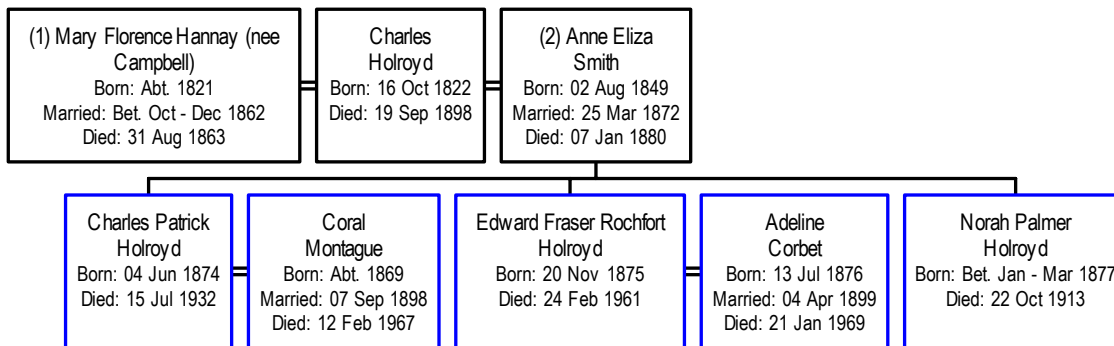 (1) Mary Florence Hannay (nee
Campbell)
Born: Abt. 1821
Married: Bet. Oct - Dec 1862
Died: 31 Aug 1863
Charles
Holroyd
Born: 16 Oct 1822
Died: 19 Sep 1898
(2) Anne Eliza
Smith
Born: 02 Aug 1849
Married: 25 Mar 1872
Died: 07 Jan 1880
Charles Patrick
Holroyd
Born: 04 Jun 1874
Died: 15 Jul 1932
Coral
Montague
Born: Abt. 1869
Married: 07 Sep 1898
Died: 12 Feb 1967
Edward Fraser Rochfort
Holroyd
Born: 20 Nov 1875
Died: 24 Feb 1961
Adeline
Corbet
Born: 13 Jul 1876
Married: 04 Apr 1899
Died: 21 Jan 1969
Norah Palmer
Holroyd
Born: Bet. Jan - Mar 1877
Died: 22 Oct 1913